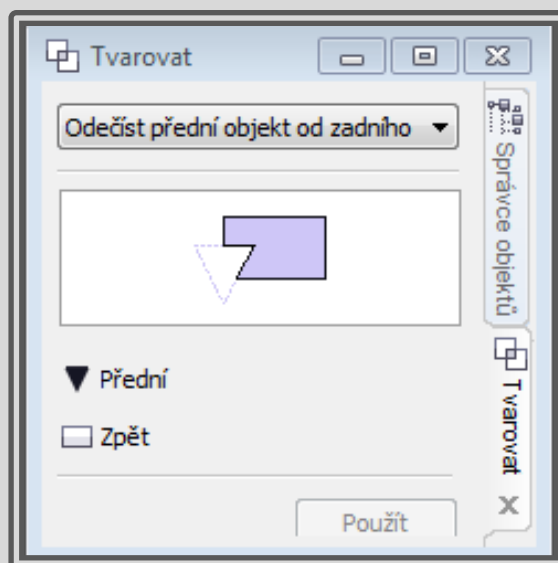 Tvarovat
Odečíst přední objekt od zadního
Přední
Zpět
Použít
Správce objektů
Tvarovat